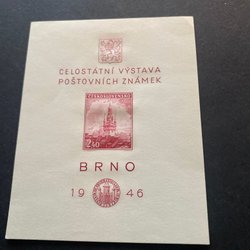 CELOSTÁTNÍ VÝSTAVA
POŠTOVNÍCH ZNÁMEK
ČESKOSLOVENSKO
2.40
BRNO
19 46